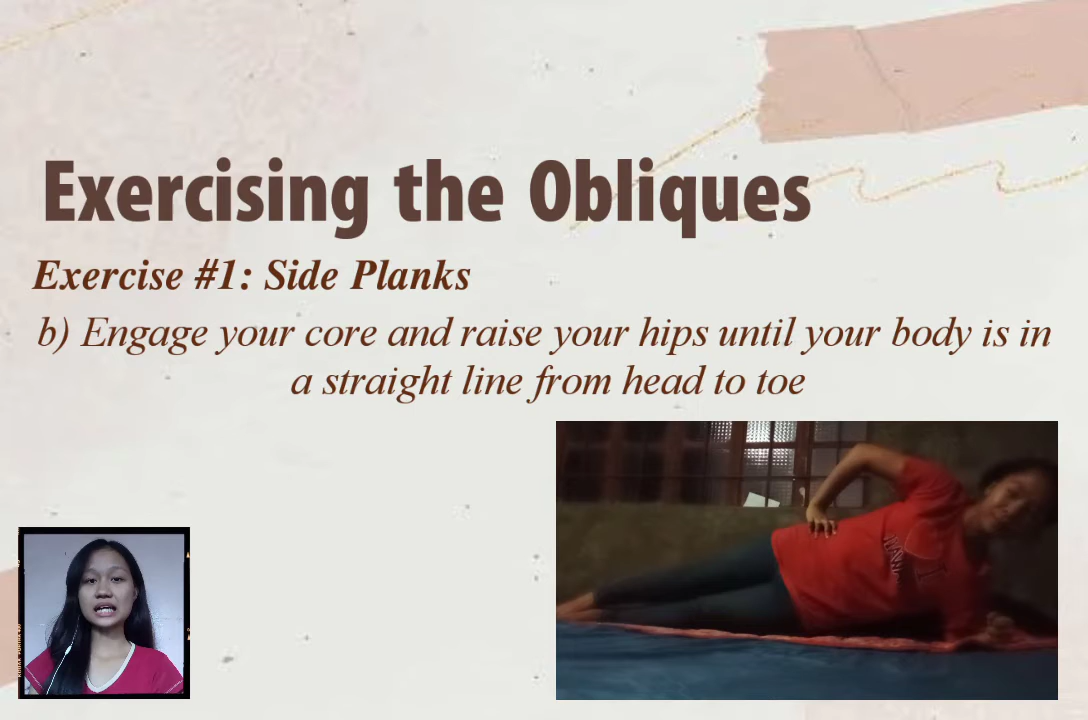 Exercising the Obliques
Exercise #1: Side Planks
b) Engage your core and raise your hips until your body is in
a straight line from head to toe